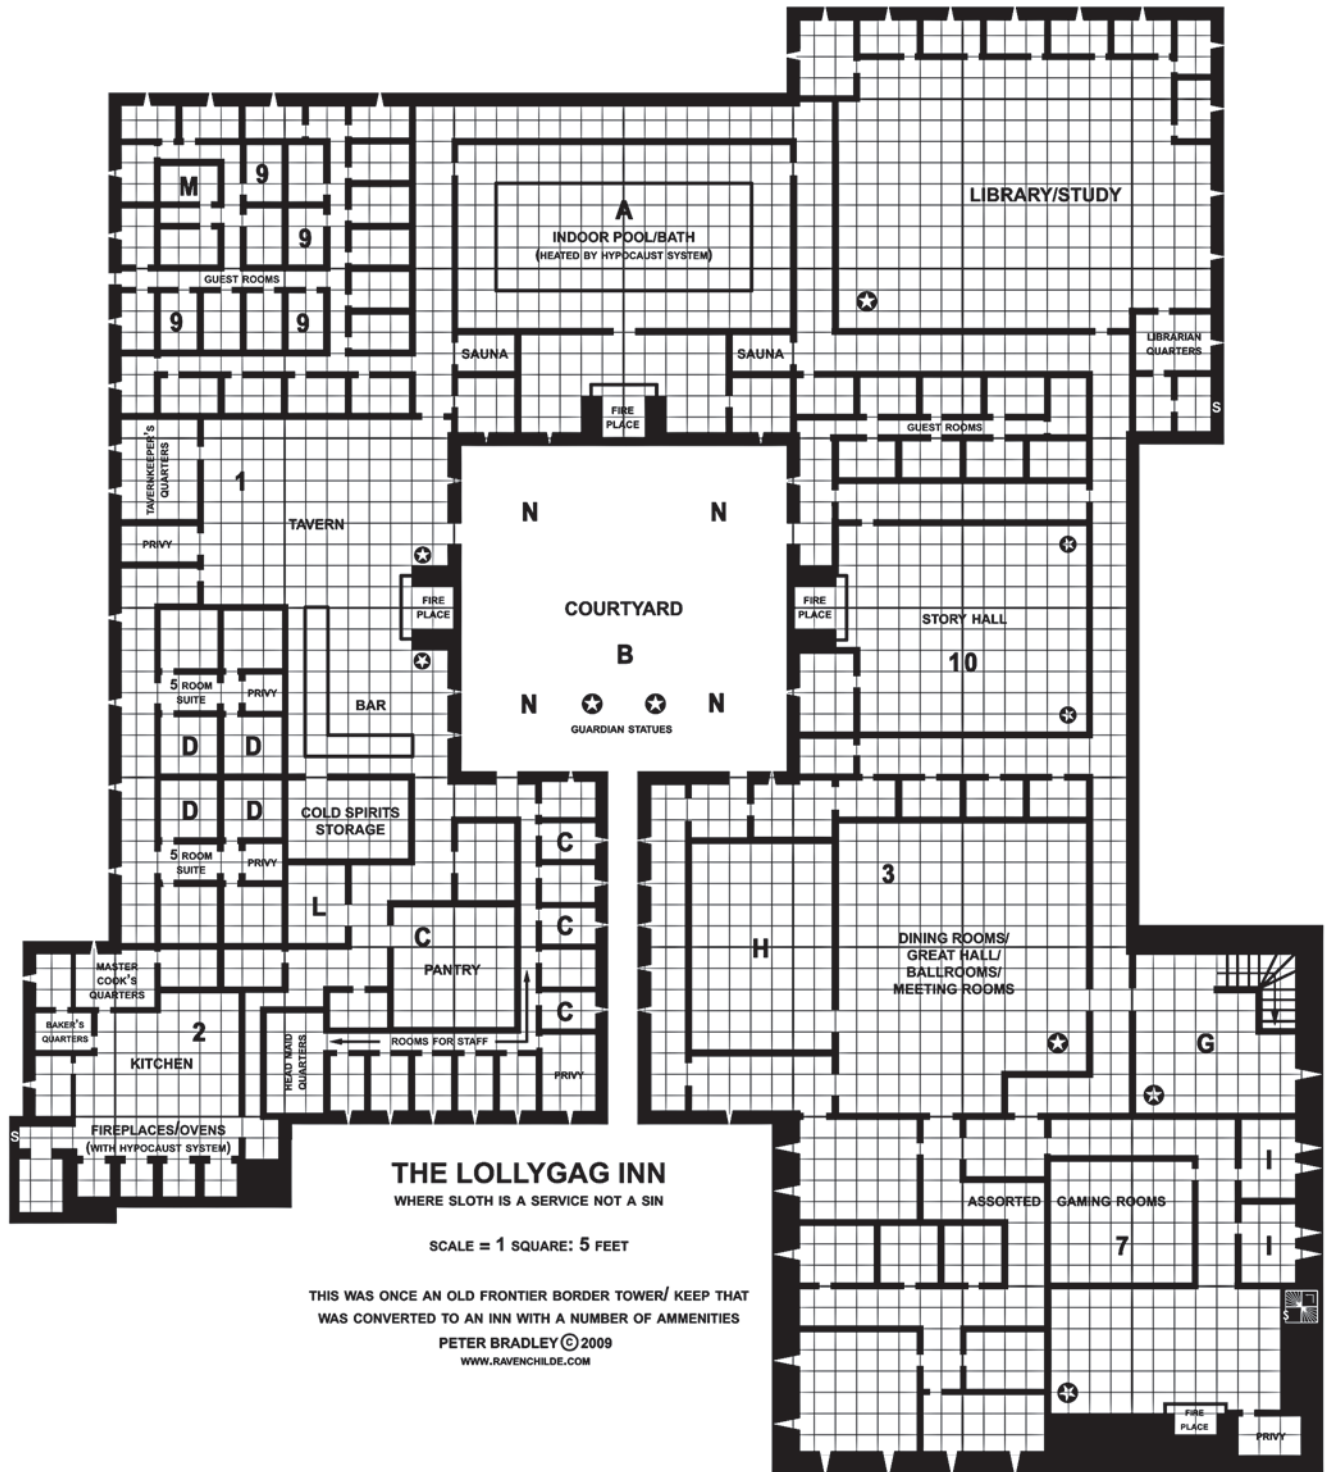 LIBRARY/STUDY
M
9
9
9
9
GUEST ROOMS
A
INDOOR POOL/BATH
(HEATED BY HYPOCAUST SYSTEM)
SAUNA
SAUNA
FIRE
PLACE
LIBRARIAN
QUARTERS
S
GUEST ROOMS
TAVERNKEEPER'S
QUARTERS
1
TAVERN
PRIVY
FIRE
PLACE
N
N
COURTYARD
B
N
N
GUARDIAN STATUES
FIRE
PLACE
STORY HALL
10
5 ROOM
SUITE
PRIVY
BAR
D
D
D
D
5 ROOM
SUITE
PRIVY
COLD SPIRITS
STORAGE
C
C
C
L
C
PANTRY
MASTER
COOK'S
QUARTERS
BAKER'S
QUARTERS
2
KITCHEN
HEAD MAID
QUARTERS
ROOMS FOR STAFF
PRIVY
S
FIREPLACES/OVENS
(WITH HYPOCAUST SYSTEM)
H
3
DINING ROOMS/
GREAT HALL/
BALLROOMS/
MEETING ROOMS
G
I
I
ASSORTED GAMING ROOMS
7
S
FIRE
PLACE
PRIVY
THE LOLLYGAG INN
WHERE SLOTH IS A SERVICE NOT A SIN
SCALE = 1 SQUARE: 5 FEET
THIS WAS ONCE AN OLD FRONTIER BORDER TOWER/ KEEP THAT
WAS CONVERTED TO AN INN WITH A NUMBER OF AMMENITIES
PETER BRADLEY © 2009
WWW.RAVENCHILDE.COM